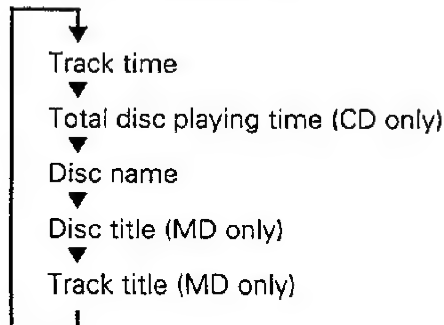 Track time
Total disc playing time (CD only)
Disc name
Disc title (MD only)
Track title (MD only)